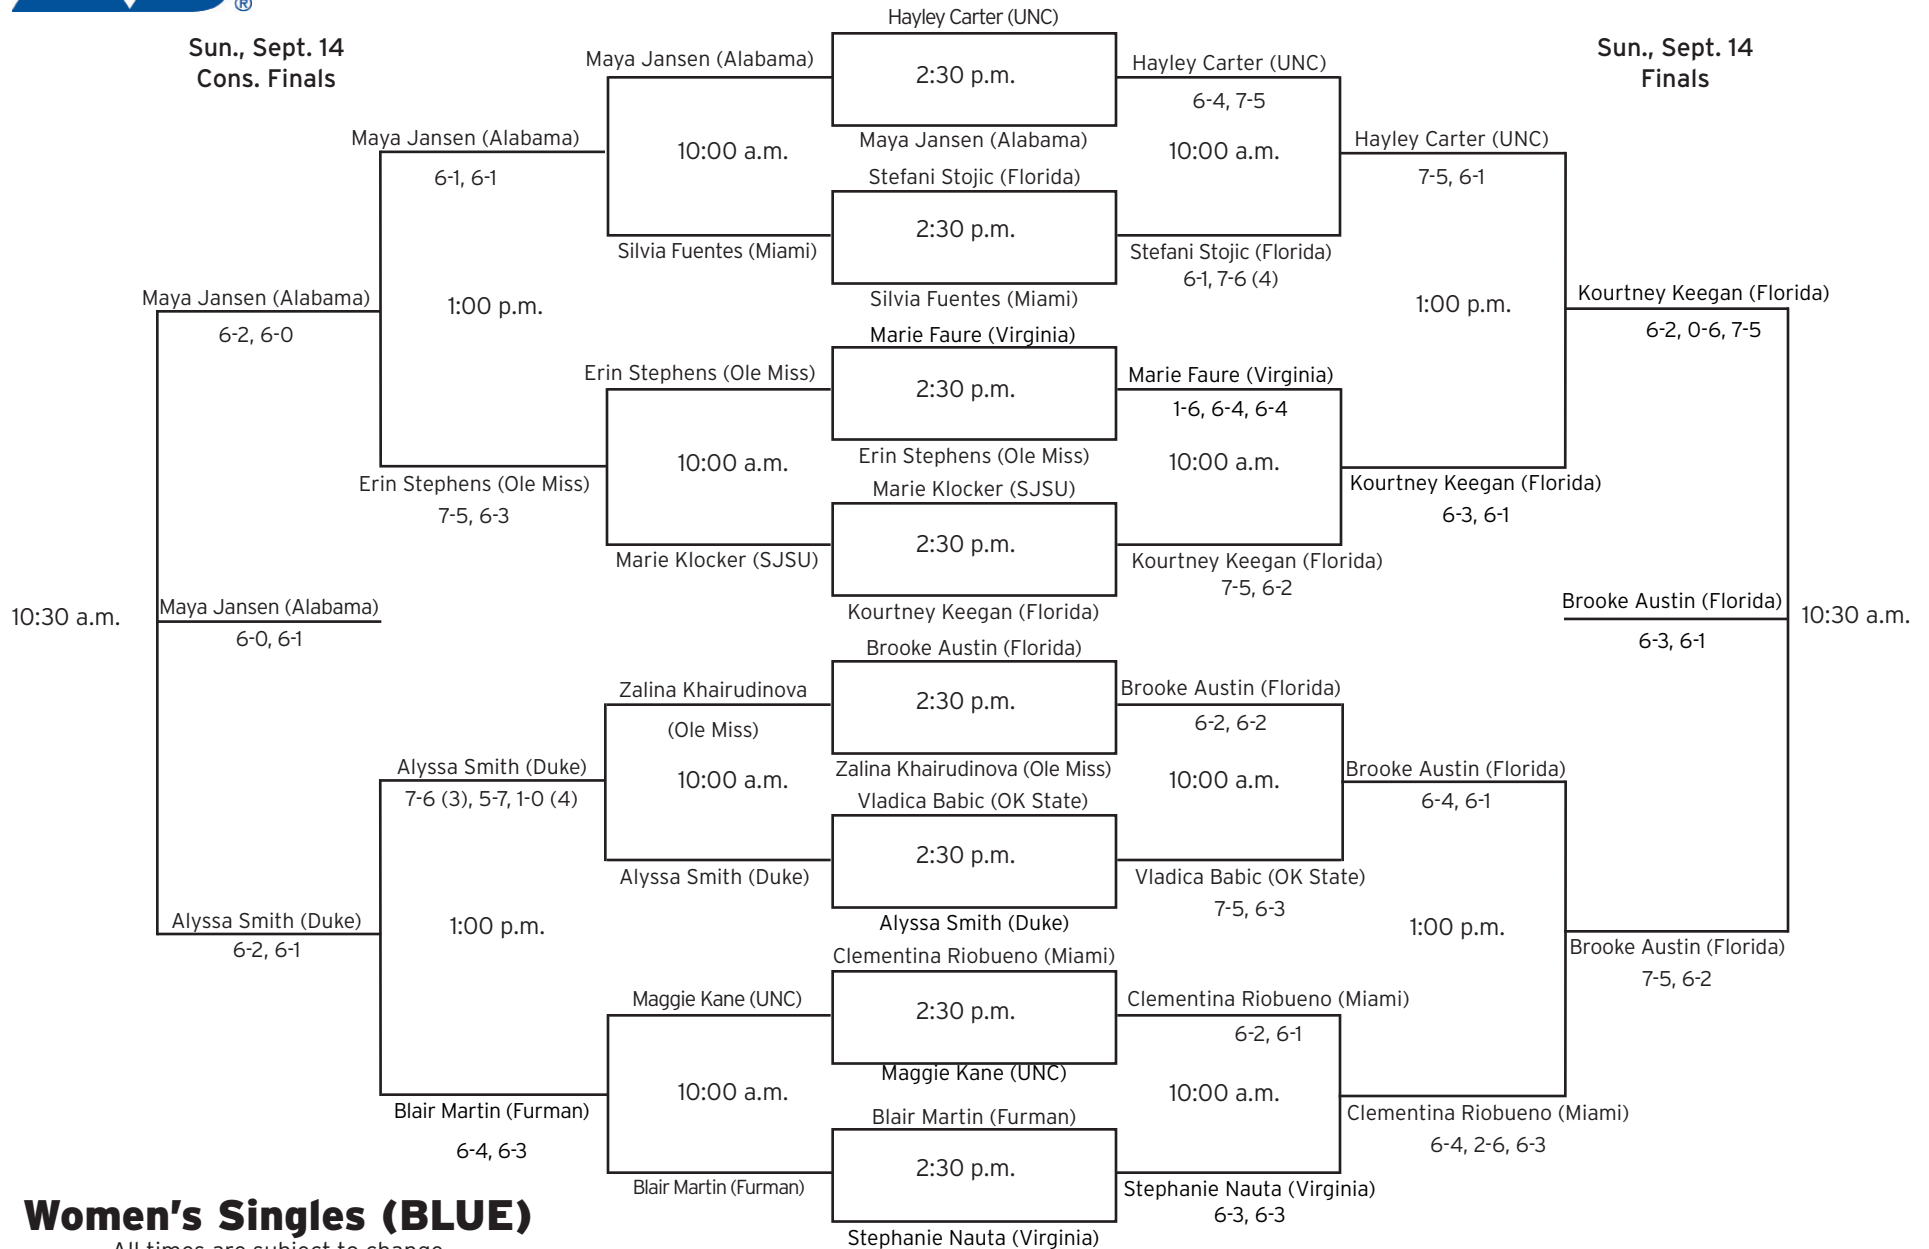 ®
Sun., Sept. 14
Cons. Finals
Sun., Sept. 14
Finals
Maya Jansen (Alabama)
6-1, 6-1
Maya Jansen (Alabama)
6-2, 6-0
1:00 p.m.
Erin Stephens (Ole Miss)
7-5, 6-3
10:30 a.m.
Maya Jansen (Alabama)
6-0, 6-1
Alyssa Smith (Duke)
7-6 (3), 5-7, 1-0 (4)
Alyssa Smith (Duke)
6-2, 6-1
1:00 p.m.
Blair Martin (Furman)
6-4, 6-3
Maya Jansen (Alabama)
10:00 a.m.
Silvia Fuentes (Miami)
Erin Stephens (Ole Miss)
10:00 a.m.
Marie Klocker (SJSU)
Zalina Khairudinova
(Ole Miss)
10:00 a.m.
Alyssa Smith (Duke)
Maggie Kane (UNC)
10:00 a.m.
Blair Martin (Furman)
Hayley Carter (UNC)
2:30 p.m.
Maya Jansen (Alabama)
Stefani Stojic (Florida)
2:30 p.m.
Silvia Fuentes (Miami)
Marie Faure (Virginia)
2:30 p.m.
Erin Stephens (Ole Miss)
Marie Klocker (SJSU)
2:30 p.m.
Kourtney Keegan (Florida)
Brooke Austin (Florida)
2:30 p.m.
Zalina Khairudinova (Ole Miss)
Vladica Babic (OK State)
2:30 p.m.
Alyssa Smith (Duke)
Clementina Riobueno (Miami)
2:30 p.m.
Maggie Kane (UNC)
Blair Martin (Furman)
2:30 p.m.
Stephanie Nauta (Virginia)
Hayley Carter (UNC)
6-4, 7-5
10:00 a.m.
Stefani Stojic (Florida)
6-1, 7-6 (4)
Marie Faure (Virginia)
1-6, 6-4, 6-4
10:00 a.m.
Kourtney Keegan (Florida)
7-5, 6-2
Brooke Austin (Florida)
6-2, 6-2
10:00 a.m.
Vladica Babic (OK State)
7-5, 6-3
Clementina Riobueno (Miami)
6-2, 6-1
10:00 a.m.
Stephanie Nauta (Virginia)
6-3, 6-3
Hayley Carter (UNC)
7-5, 6-1
1:00 p.m.
Kourtney Keegan (Florida)
6-3, 6-1
Brooke Austin (Florida)
6-4, 6-1
1:00 p.m.
Clementina Riobueno (Miami)
6-4, 2-6, 6-3
Kourtney Keegan (Florida)
6-2, 0-6, 7-5
Brooke Austin (Florida)
6-3, 6-1
10:30 a.m.
Brooke Austin (Florida)
7-5, 6-2
Women's Singles (BLUE)
All times are subject to change